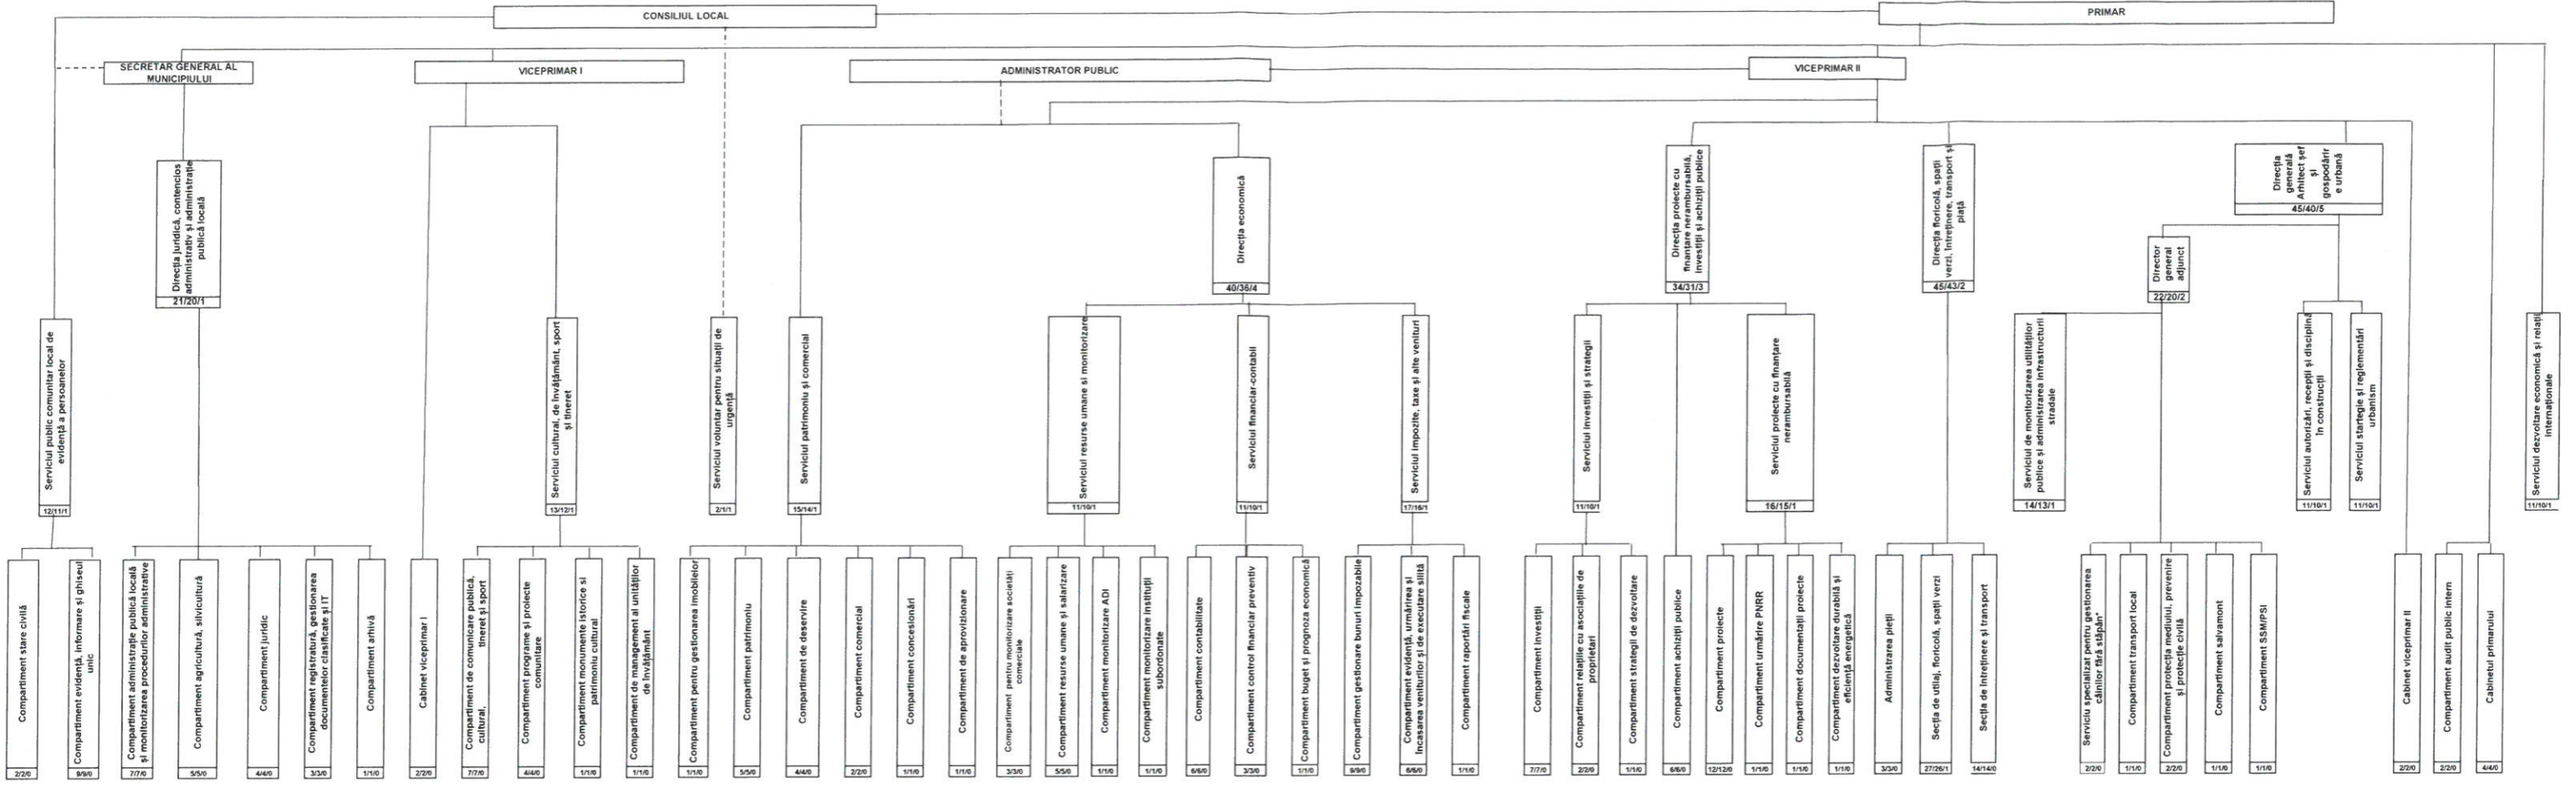 CONSILIUL LOCAL
PRIMAR
SECRETAR GENERAL AL
MUNICIPIULUI
VICEPRIMAR I
ADMINISTRATOR PUBLIC
VICEPRIMAR II
Direcția juridică, contencios
administrativ și administrație
publică locală
21/20/1
Direcția economică
40/36/4
Direcția proiecte cu
finanțare nerambursabilă,
investiții și achiziții publice
34/31/3
Direcția floricolă, spații
verzi, întreținere, transport și
piață
45/43/2
Direcția
generală
Arhitect șef
și
gospodărir
e urbană
45/40/5
Director
general
adjunct
22/20/2
Serviciul public comunitar local de
evidență a persoanelor
12/11/1
Serviciul cultural, de învățământ, sport
și tineret
13/12/1
Serviciul voluntar pentru situații de
urgență
2/1/1
Serviciul patrimoniu și comercial
15/14/1
Serviciul resurse umane si monitorizare
11/10/1
Serviciul financiar-contabil
11/10/1
Serviciul impozite, taxe și alte venituri
17/16/1
Serviciul investiții și strategii
11/10/1
Serviciul proiecte cu finanțare
nerambursabilă
16/15/1
Serviciul de monitorizarea utilităților
publice și administrarea infrastructurii
stradale
14/13/1
Serviciul autorizări, recepții și disciplină
în construcții
11/10/1
Serviciul startegie și reglementări
urbanism
11/10/1
Serviciul dezvoltare economică și relații
internaționale
11/10/1
Compartiment stare civilă
2/2/0
Compartiment evidență, informare și ghiseul
unic
9/9/0
Compartiment administrație publică locală
și monitorizarea procedurilor administrative
7/7/0
Compartiment agricultură, silvicultură
5/5/0
Compartiment juridic
4/4/0
Compartiment registratură, gestionarea
documentelor clasificate și IT
3/3/0
Compartiment arhivă
1/1/0
Cabinet viceprimar I
2/2/0
Compartiment de comunicare publică,
cultural, tineret și sport
7/7/0
Compartiment programe și proiecte
comunitare
4/4/0
Compartiment monumente istorice si
patrimoniu cultural
1/1/0
Compartiment de management al unităților
de învățământ
1/1/0
Compartiment pentru gestionarea imobilelor
1/1/0
Compartiment patrimoniu
5/5/0
Compartiment de deservire
4/4/0
Compartiment comercial
2/2/0
Compartiment concesionări
1/1/0
Compartiment de aprovizionare
1/1/0
Compartiment pentru monitorizare societăți
comerciale
3/3/0
Compartiment resurse umane și salarizare
5/5/0
Compartiment monitorizare ADI
1/1/0
Compartiment monitorizare instituții
subordonate
1/1/0
Compartiment contabilitate
6/6/0
Compartiment control financiar preventiv
3/3/0
Compartiment buget și prognoza economică
1/1/0
Compartiment gestionare bunuri impozabile
9/9/0
Compartiment evidență, urmărirea și
încasarea veniturilor și de executare silită
6/6/0
Compartiment raportări fiscale
1/1/0
Compartiment investiții
7/7/0
Compartiment relațiile cu asociațiile de
proprietari
2/2/0
Compartiment strategii de dezvoltare
1/1/0
Compartiment achiziții publice
6/6/0
Compartiment proiecte
12/12/0
Compartiment urmărire PNRR
1/1/0
Compartiment documentații proiecte
1/1/0
Compartiment dezvoltare durabilă și
eficiență energetică
1/1/0
Administrarea pieții
3/3/0
Secția de utilaj, floricolă, spații verzi
27/26/1
Secția de întreținere și transport
14/14/0
Serviciu specializat pentru gestionarea
câinilor fără stăpân"
2/2/0
Compartiment transport local
1/1/0
Compartiment protecția mediului, prevenire
și protecție civilă
2/2/0
Compartiment salvamont
1/1/0
Compartiment SSM/PSI
1/1/0
Cabinet viceprimar II
2/2/0
Compartiment audit public intern
2/2/0
Cabinetul primarului
4/4/0